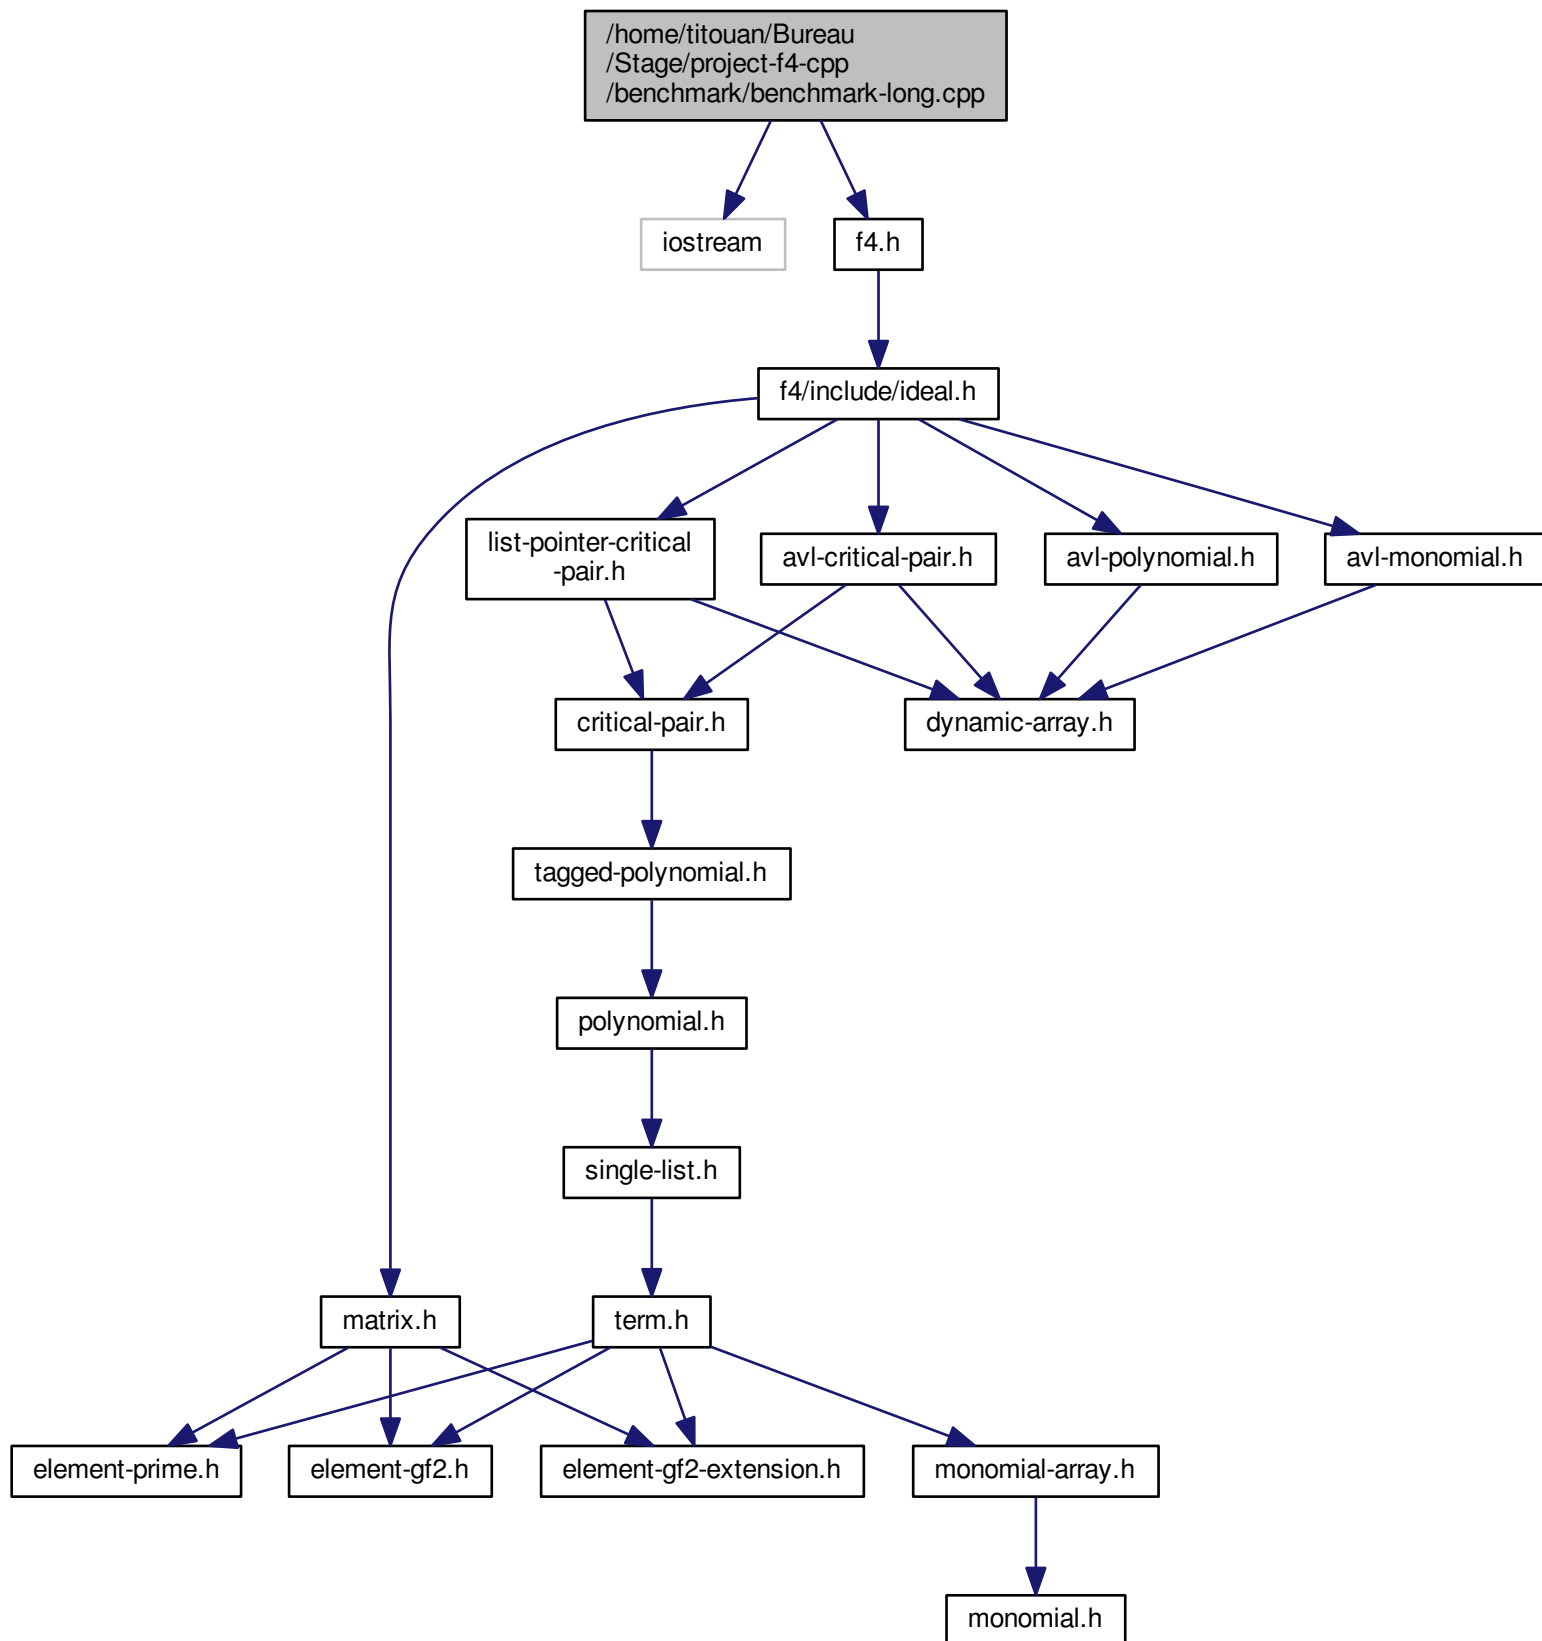 /home/titouan/Bureau
/Stage/project-f4-cpp
/benchmark/benchmark-long.cpp
iostream
f4.h
f4/include/ideal.h
list-pointer-critical
-pair.h
avl-critical-pair.h
avl-polynomial.h
avl-monomial.h
critical-pair.h
dynamic-array.h
tagged-polynomial.h
polynomial.h
single-list.h
matrix.h
term.h
element-prime.h
element-gf2.h
element-gf2-extension.h
monomial-array.h
monomial.h